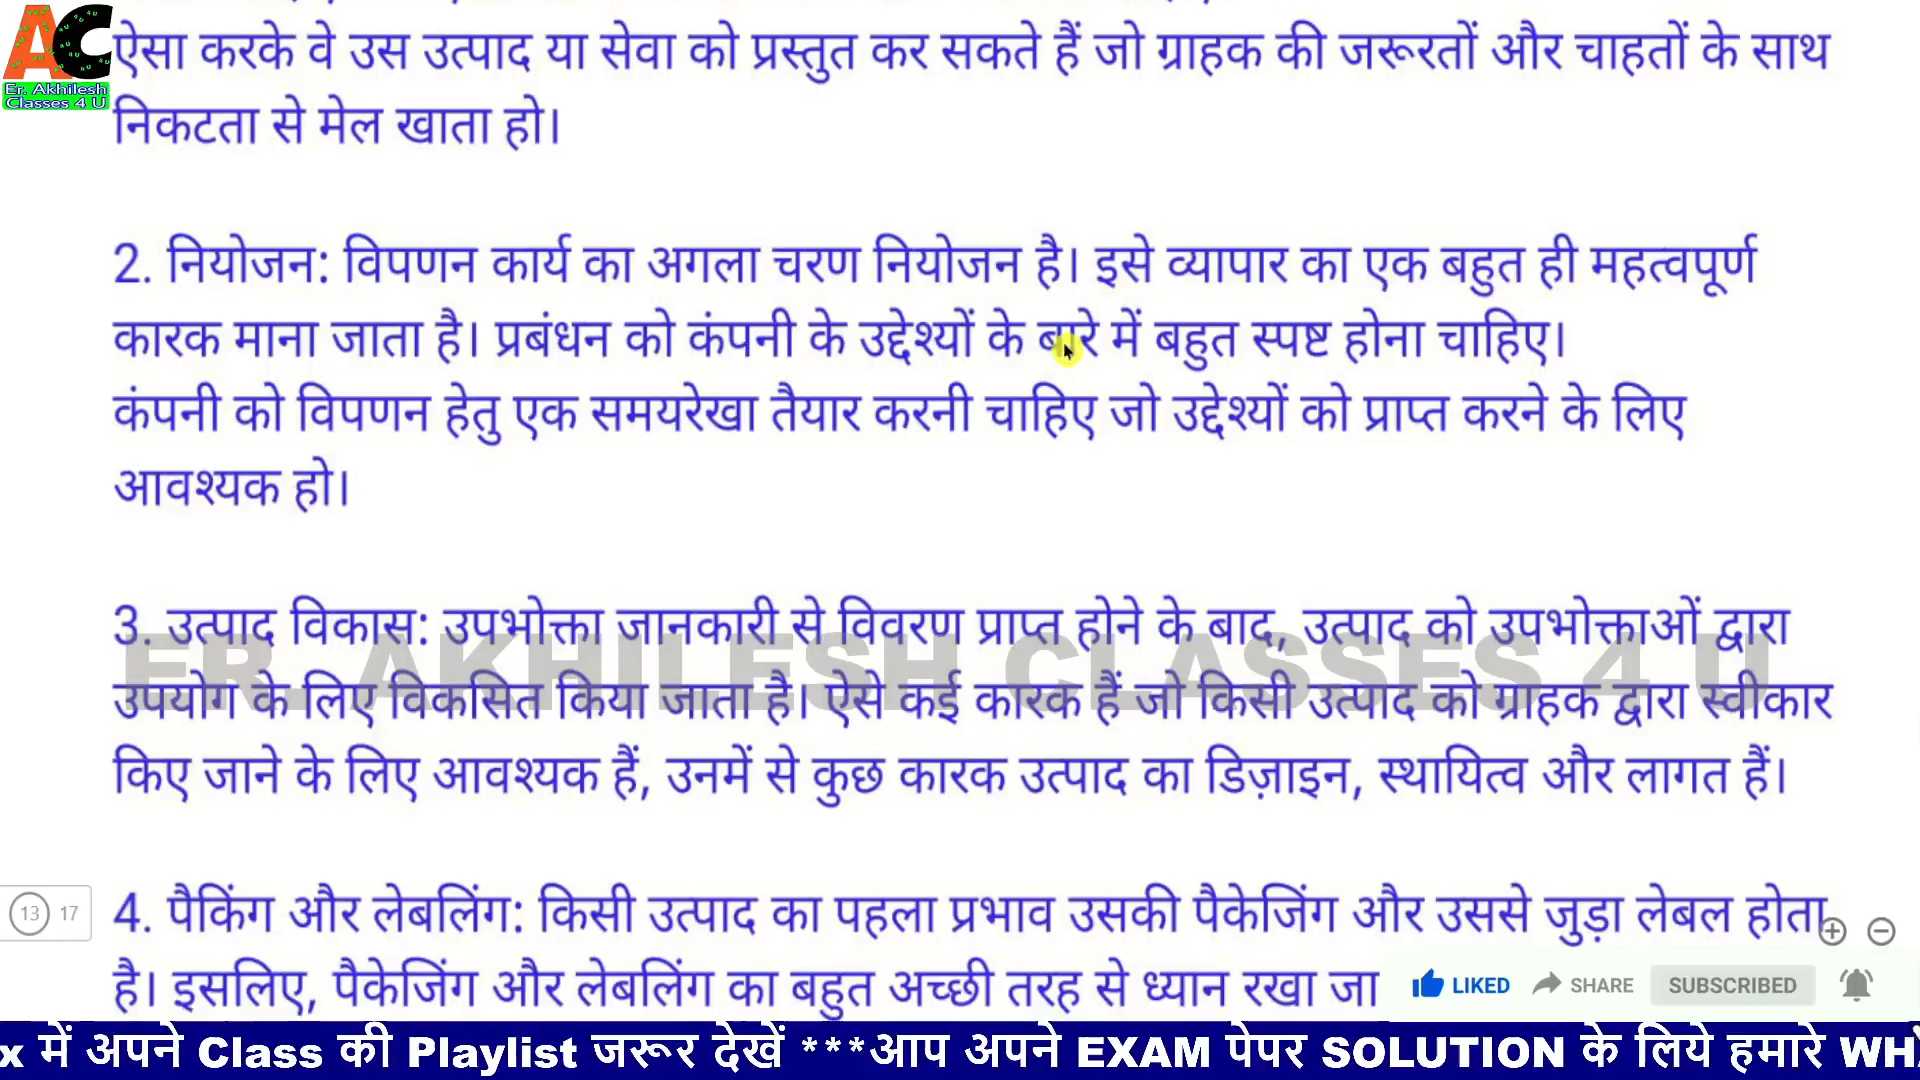 AC
Er. Akhilesh
Classes 4 U
ऐसा करके वे उस उत्पाद या सेवा को प्रस्तुत कर सकते हैं जो ग्राहक की जरूरतों और चाहतों के साथ
निकटता से मेल खाता हो।
2. नियोजन: विपणन कार्य का अगला चरण नियोजन है। इसे व्यापार का एक बहुत ही महत्वपूर्ण
कारक माना जाता है। प्रबंधन को कंपनी के उद्देश्यों के बारे में बहुत स्पष्ट होना चाहिए।
कंपनी को विपणन हेतु एक समयरेखा तैयार करनी चाहिए जो उद्देश्यों को प्राप्त करने के लिए
आवश्यक हो।
3. उत्पाद विकास: उपभोक्ता जानकारी से विवरण प्राप्त होने के बाद, उत्पाद को उपभोक्ताओं द्वारा
ER. AKHILESH CLASSES 4 U
उपयोग के लिए विकसित किया जाता है। ऐसे कई कारक हैं जो किसी उत्पाद को ग्राहक द्वारा स्वीकार
किए जाने के लिए आवश्यक हैं, उनमें से कुछ कारक उत्पाद का डिज़ाइन, स्थायित्व और लागत हैं।
13 17
4. पैकिंग और लेबलिंग: किसी उत्पाद का पहला प्रभाव उसकी पैकेजिंग और उससे जुड़ा लेबल होता
है। इसलिए, पैकेजिंग और लेबलिंग का बहुत अच्छी तरह से ध्यान रखा जा
LIKED SHARE SUBSCRIBED
x में अपने Class की Playlist जरूर देखें ***आप अपने EXAM पेपर SOLUTION के लिये हमारे WH